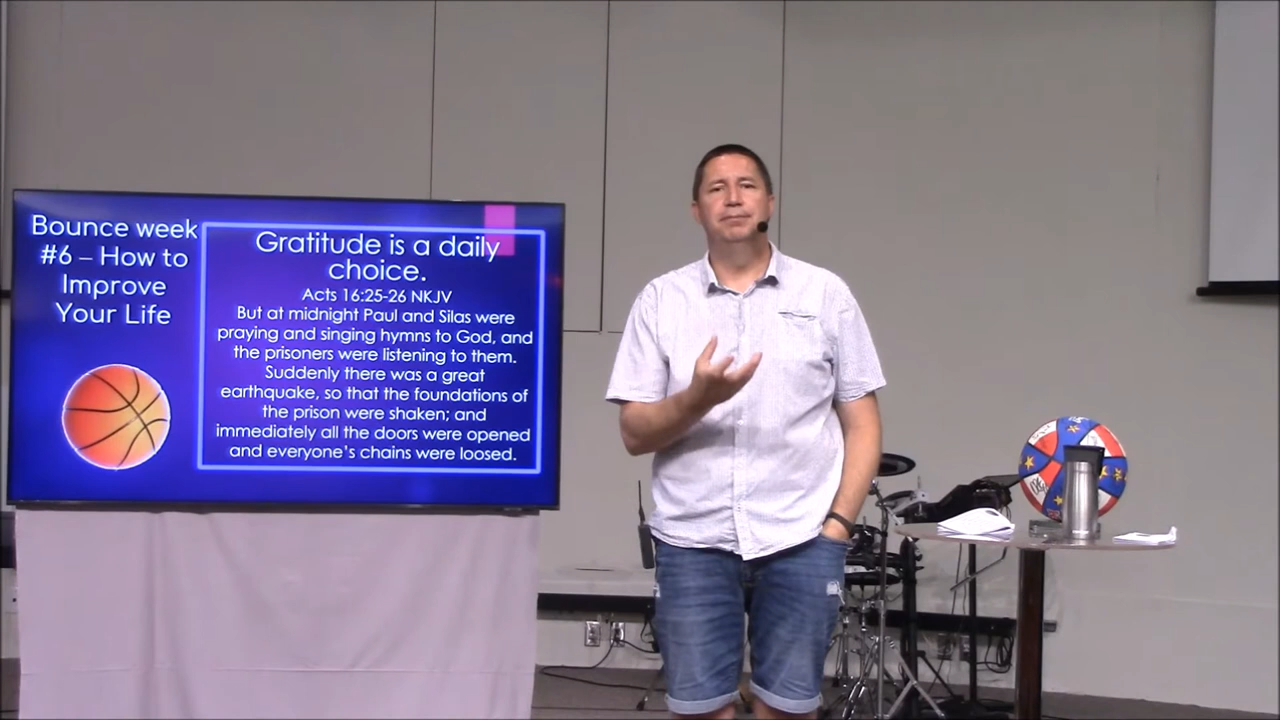 Bounce week
#6 – How to
Improve
Your Life
Gratitude is a daily
choice.
Acts 16:25-26 NKJV
But at midnight Paul and Silas were
praying and singing hymns to God, and
the prisoners were listening to them.
Suddenly there was a great
earthquake, so that the foundations of
the prison were shaken; and
immediately all the doors were opened
and everyone's chains were loosed.